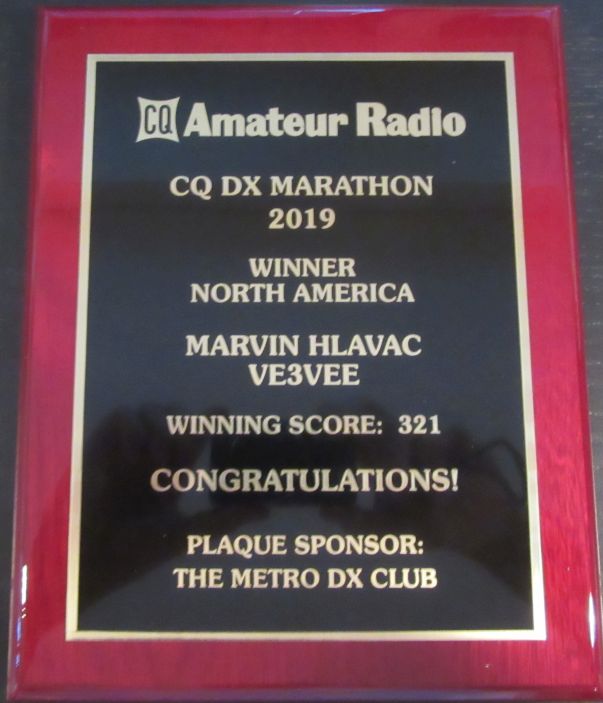 CQ Amateur Radio
CQ DX MARATHON
2019
WINNER
NORTH AMERICA
MARVIN HLAVAC
VE3VEE
WINNING SCORE: 321
CONGRATULATIONS!
PLAQUE SPONSOR:
THE METRO DX CLUB